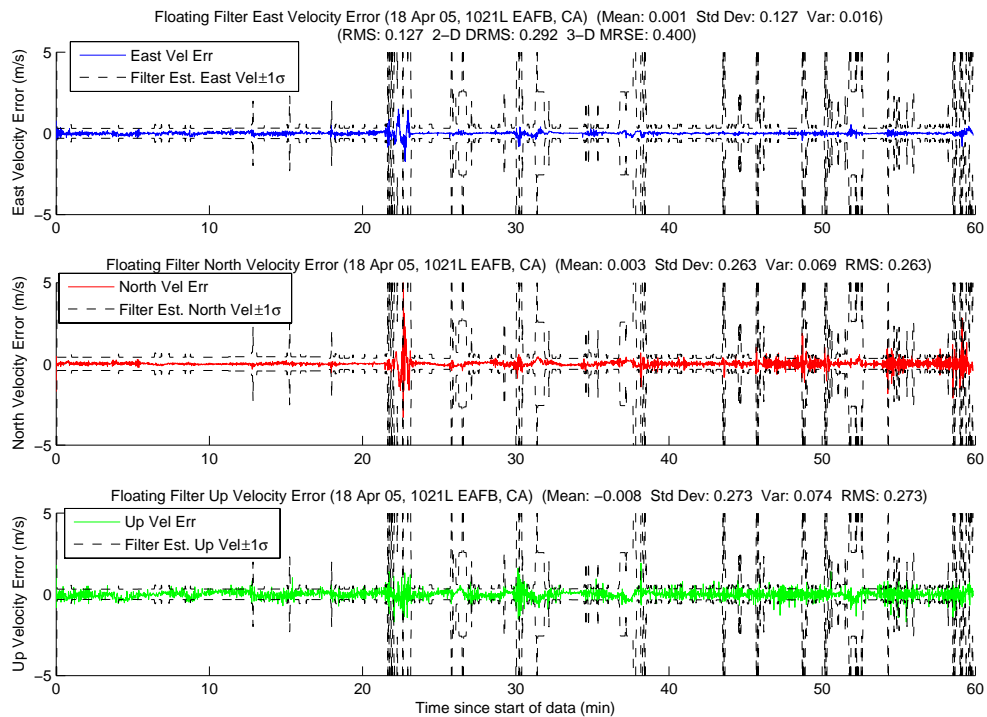 Floating Filter East Velocity Error (18 Apr 05, 1021L EAFB, CA)  (Mean: 0.001  Std Dev: 0.127  Var: 0.016)
(RMS: 0.127  2−D DRMS: 0.292  3−D MRSE: 0.400)
East Velocity Error (m/s)
5
0
−5
East Vel Err
Filter Est. East Vel±1σ
0 10 20 30 40 50 60
Floating Filter North Velocity Error (18 Apr 05, 1021L EAFB, CA)  (Mean: 0.003  Std Dev: 0.263  Var: 0.069  RMS: 0.263)
North Velocity Error (m/s)
5
0
−5
North Vel Err
Filter Est. North Vel±1σ
0 10 20 30 40 50 60
Floating Filter Up Velocity Error (18 Apr 05, 1021L EAFB, CA)  (Mean: −0.008  Std Dev: 0.273  Var: 0.074  RMS: 0.273)
Up Velocity Error (m/s)
5
0
−5
Up Vel Err
Filter Est. Up Vel±1σ
0 10 20 30 40 50 60
Time since start of data (min)